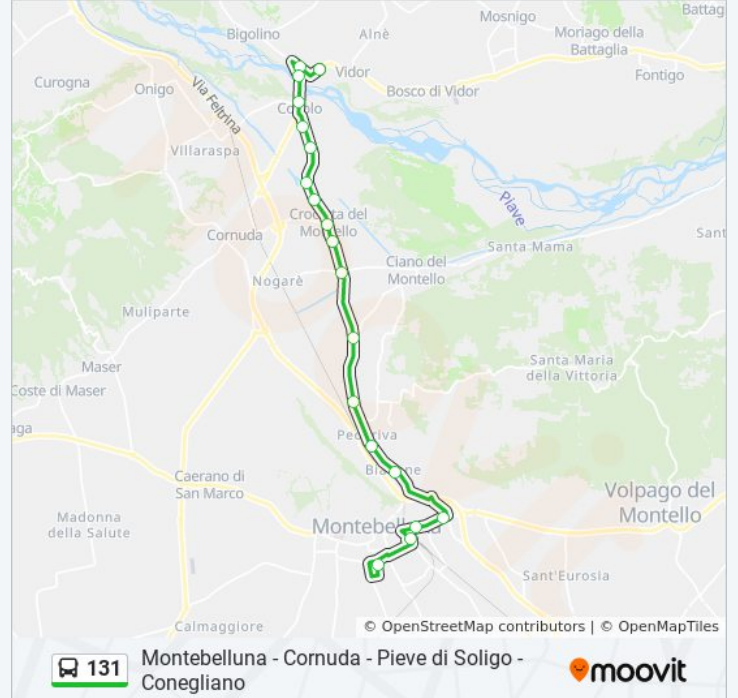 Battag
Mosnigo
Bigolino
Alnè
Moriago della
Battaglia
Vidor
Fontigo
Curogna
Onigo
Bosco di Vidor
Via Feltrina
Villaraspa
Piave
Cornuda
Santa Mama
Sant
Ciano del
Montello
Nogarè
Muliparte
Maser
Santa Maria
della Vittoria
Coste di Maser
aga
Caerano di
San Marco
Volpago del
Montello
Madonna
della Salute
Sant'Eurosia
Calmaggiore
© OpenStreetMap contributors | © OpenMapTiles
131
Montebelluna - Cornuda - Pieve di Soligo -
Conegliano
moovit